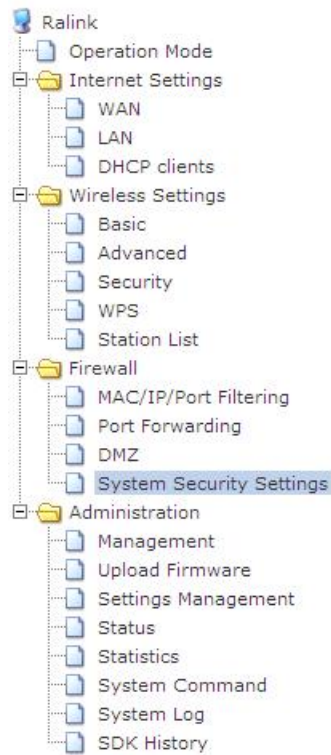 Ralink
Operation Mode
Internet Settings
WAN
LAN
DHCP clients
Wireless Settings
Basic
Advanced
Security
WPS
Station List
Firewall
MAC/IP/Port Filtering
Port Forwarding
DMZ
System Security Settings
Administration
Management
Upload Firmware
Settings Management
Status
Statistics
System Command
System Log
SDK History